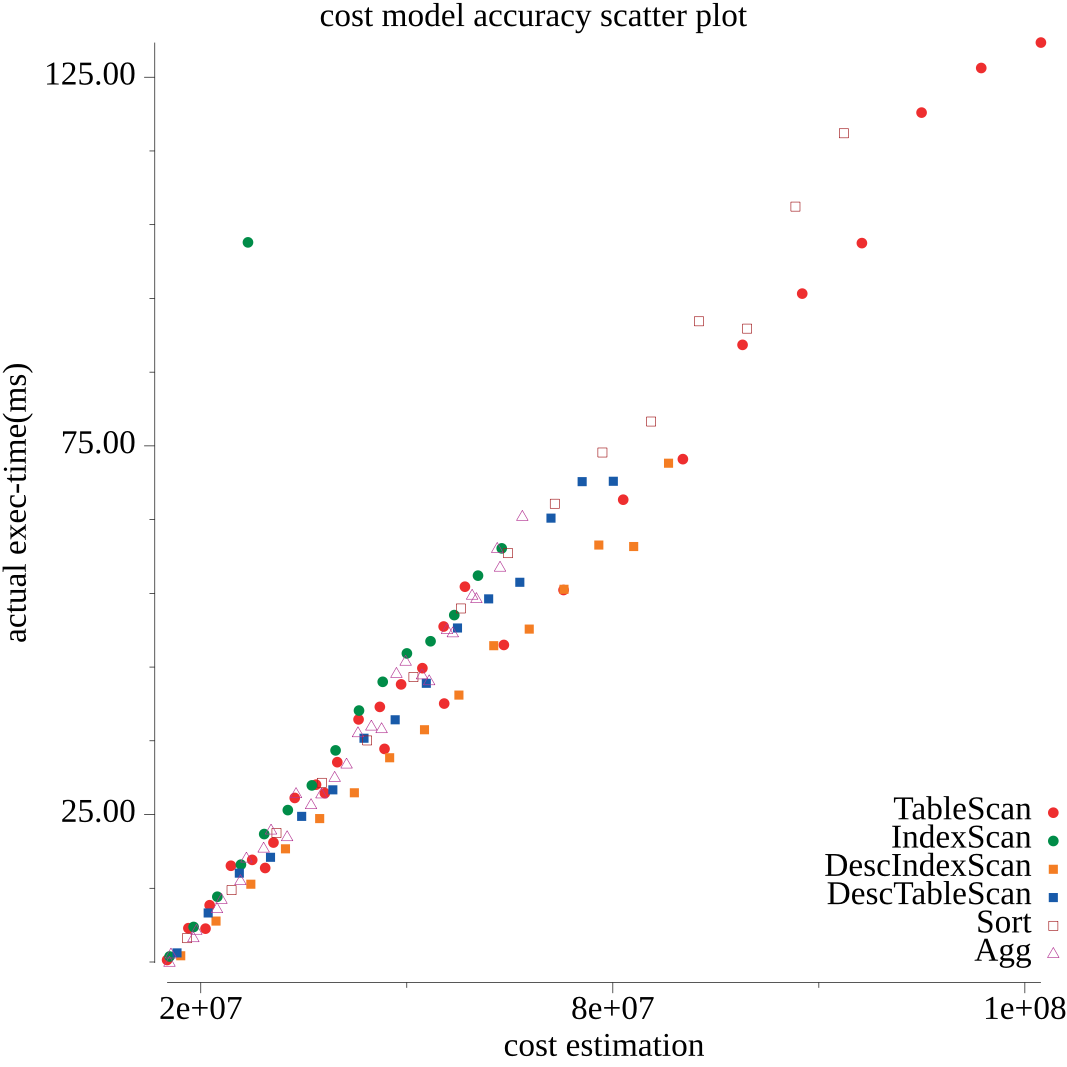 cost model accuracy scatter plot
125.00
75.00
25.00
actual exec-time(ms)
TableScan
IndexScan
DescIndexScan
DescTableScan
Sort
Agg
2e+07 8e+07 1e+08
cost estimation